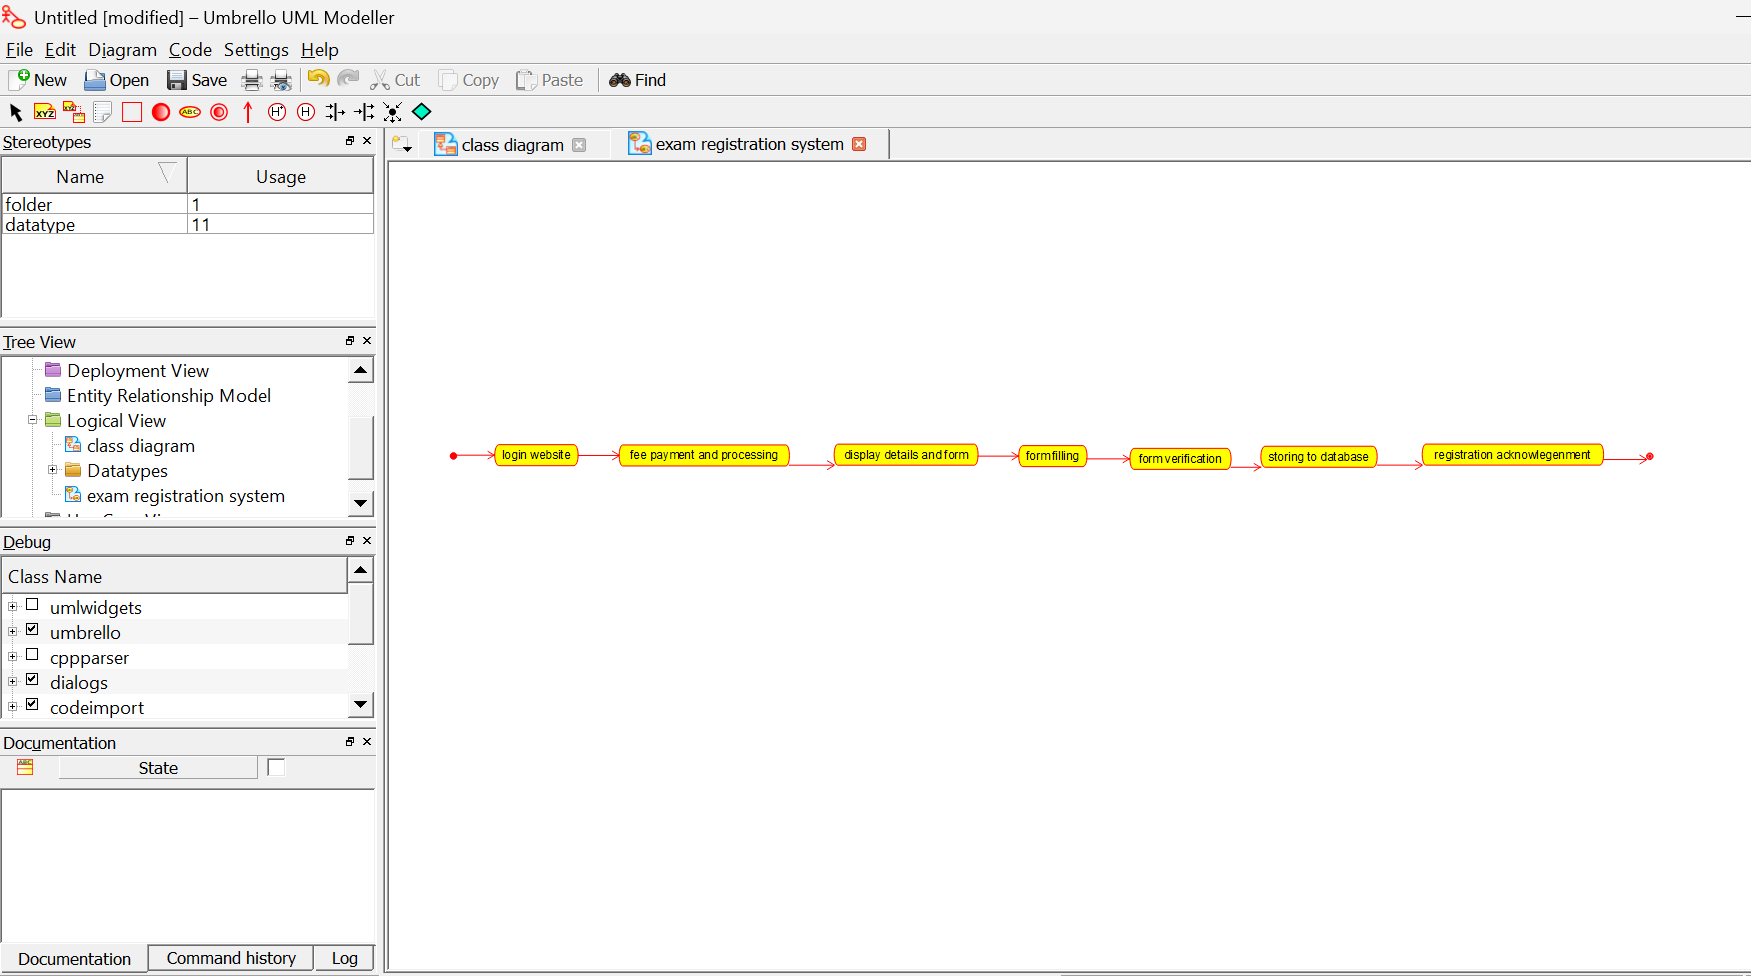 Untitled [modified] – Umbrello UML Modeller
File Edit Diagram Code Settings Help
New Open Save Cut Copy Paste Find
XYZ XYZ ABC H* H
Stereotypes
class diagram exam registration system
Name Usage
folder 1
datatype 11
Tree View
Deployment View
Entity Relationship Model
Logical View
class diagram
Datatypes
exam registration system
login website fee payment and processing display details and form formfilling form verification storing to database registration acknowlegenment
Debug
Class Name
umlwidgets
umbrello
cppparser
dialogs
codeimport
Documentation
ABC State
Documentation Command history Log